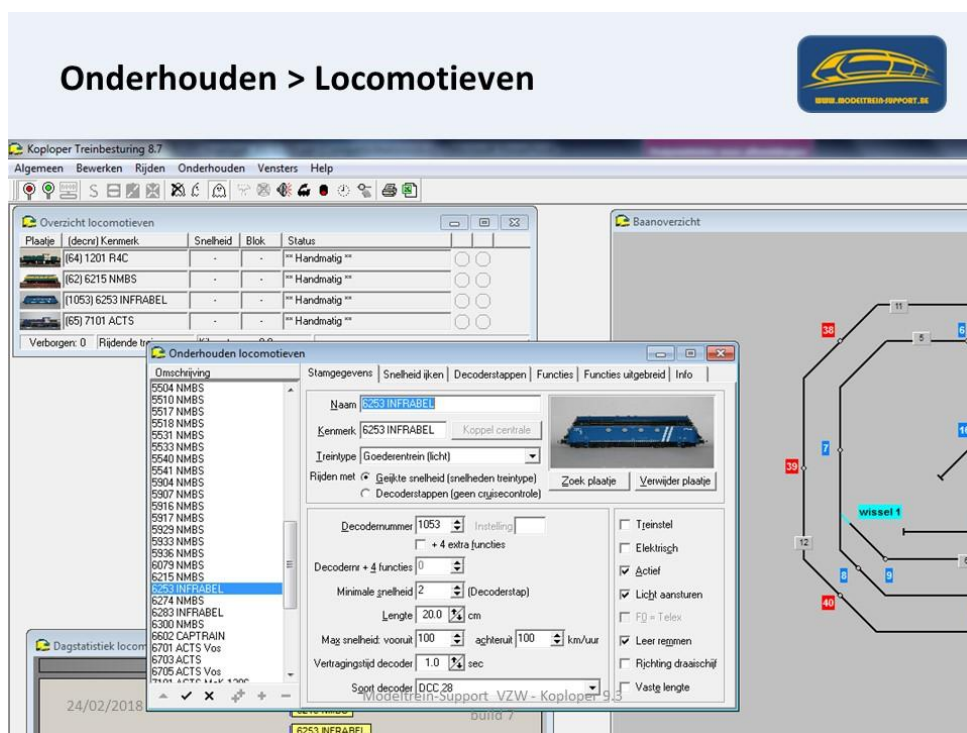 Onderhouden > Locomotieven
WWW.MODELTREIN-SUPPORT.BE
Koploper Treinbesturing 8.7
Algemeen Bewerken Rijden Onderhouden Vensters Help
Overzicht locomotieven
Plaatje (decnr) Kenmerk Snelheid Blok Status
(64) 1201 R4C - - ** Handmatig **
(62) 6215 NMBS - - ** Handmatig **
(1053) 6253 INFRABEL - - ** Handmatig **
(65) 7101 ACTS - - ** Handmatig **
Verborgen: 0 Rijdende
Baanoverzicht
11
38
5
6
7
39
wissel 1
12
8
9
40
Onderhouden locomotieven
Omschrijving
5504 NMBS
5510 NMBS
5517 NMBS
5518 NMBS
5531 NMBS
5533 NMBS
5540 NMBS
5541 NMBS
5904 NMBS
5907 NMBS
5916 NMBS
5917 NMBS
5929 NMBS
5933 NMBS
5936 NMBS
6079 NMBS
6215 NMBS
6253 INFRABEL
6274 NMBS
6283 INFRABEL
6300 NMBS
6602 CAPTRAIN
6701 ACTS Vos
6703 ACTS
6705 ACTS Vos
Stamgegevens Snelheid ijken Decoderstappen Functies Functies uitgebreid Info
Naam 6253 INFRABEL
Kenmerk 6253 INFRABEL Koppel centrale
Treintype Goederentrein (licht)
Rijden met Geijkte snelheid (snelheden treintype)
Decoderstappen (geen cruisecontrole)
Zoek plaatje Verwijder plaatje
Decodernummer 1053 Instelling
+ 4 extra functies
Decodernr + 4 functies 0
Minimale snelheid 2 (Decoderstap)
Lengte 20.0 cm
Max snelheid: vooruit 100 achteruit 100 km/uur
Vertragingstijd decoder 1.0 sec
Soort decoder DCC 28
Treinstel
Elektrisch
Actief
Licht aansturen
F0 = Telex
Leer remmen
Richting draaischijf
Vaste lengte
Dagstatistiek locom
24/02/2018
Modeltrein-Support VZW - Koploper 9.3
build 7
6253 INFRABEL